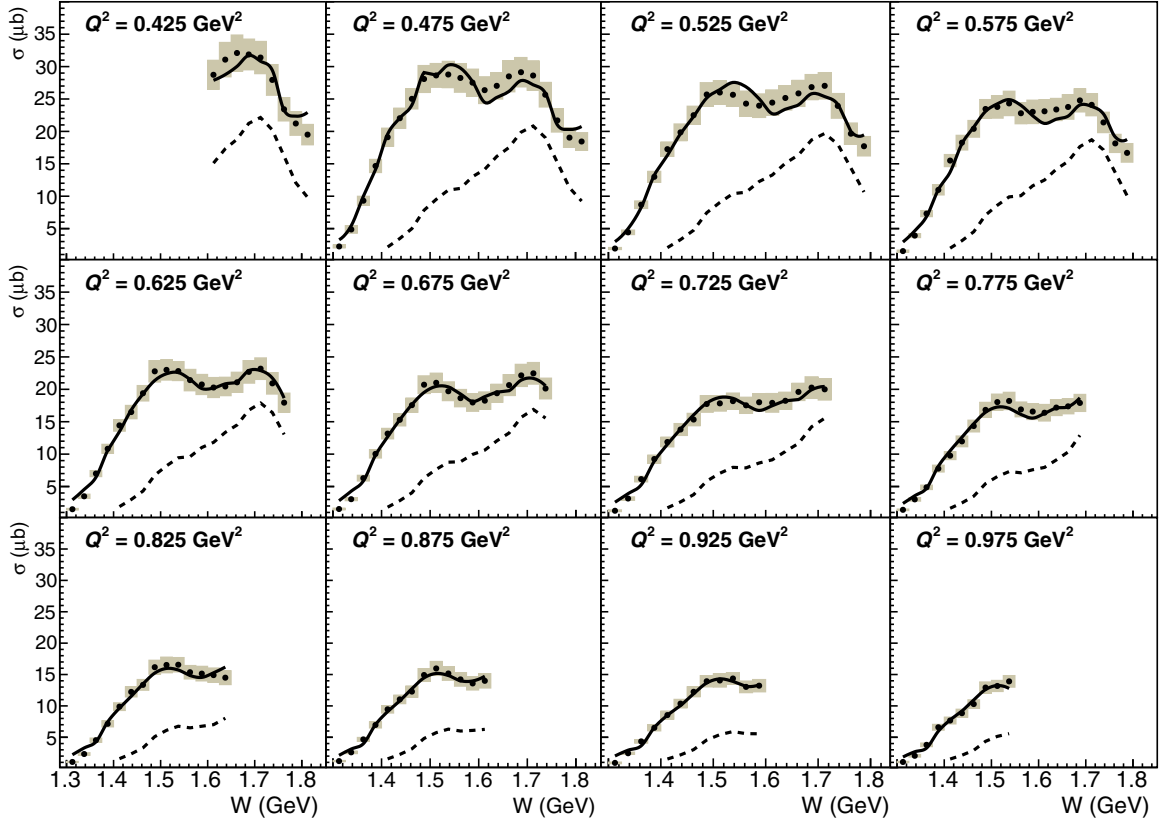 Q² = 0.425 GeV² Q² = 0.475 GeV² Q² = 0.525 GeV² Q² = 0.575 GeV²
σ (μb)
35
30
25
20
15
10
5
Q² = 0.625 GeV² Q² = 0.675 GeV² Q² = 0.725 GeV² Q² = 0.775 GeV²
σ (μb)
35
30
25
20
15
10
5
Q² = 0.825 GeV² Q² = 0.875 GeV² Q² = 0.925 GeV² Q² = 0.975 GeV²
σ (μb)
35
30
25
20
15
10
5
1.3 1.4 1.5 1.6 1.7 1.8 1.4 1.5 1.6 1.7 1.8 1.4 1.5 1.6 1.7 1.8 1.4 1.5 1.6 1.7 1.8
W (GeV) W (GeV) W (GeV) W (GeV)